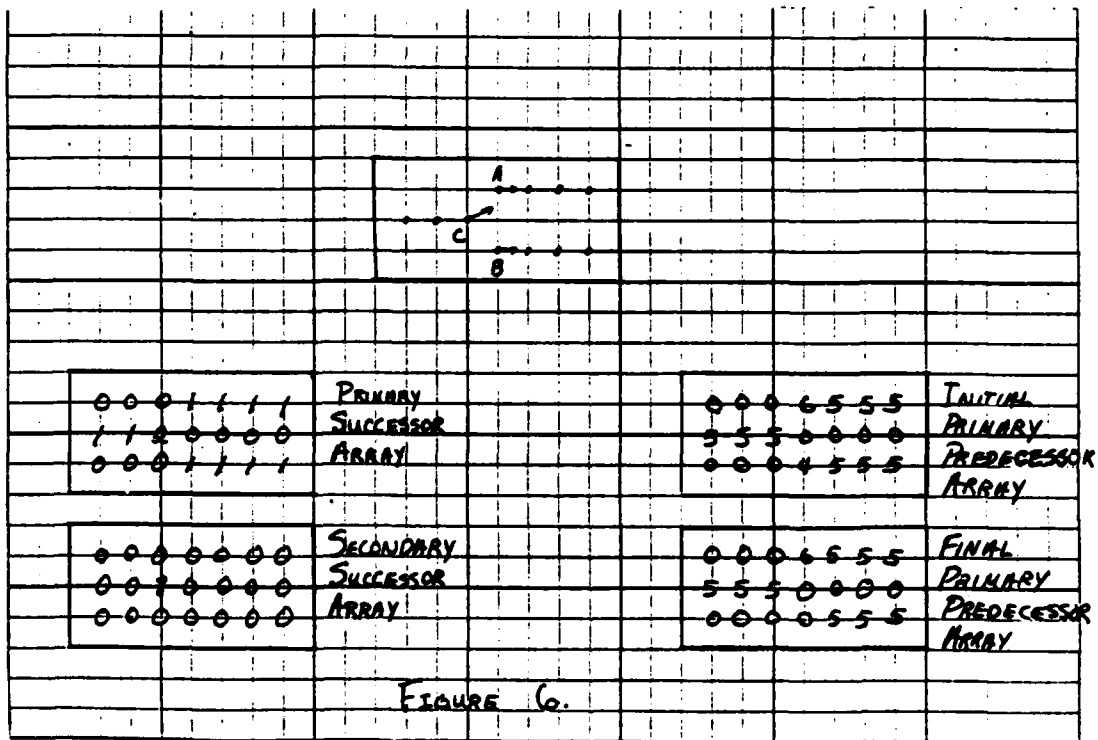 A
C
B
0 0 0 1 1 1 1
1 1 2 0 0 0 0
0 0 0 1 1 1 1
PRIMARY
SUCCESSOR
ARRAY
0 0 0 6 5 5 5
5 5 5 0 0 0 0
0 0 0 4 5 5 5
INITIAL
PRIMARY
PREDECESSOR
ARRAY
0 0 0 0 0 0 0
0 0 0 0 0 0
0 0 0 0 0 0 0
SECONDARY
SUCCESSOR
ARRAY
0 0 0 6 5 5 5
5 5 5 0 0 0 0
0 0 0 0 5 5 5
FINAL
PRIMARY
PREDECESSOR
ARRAY
FIGURE 6.